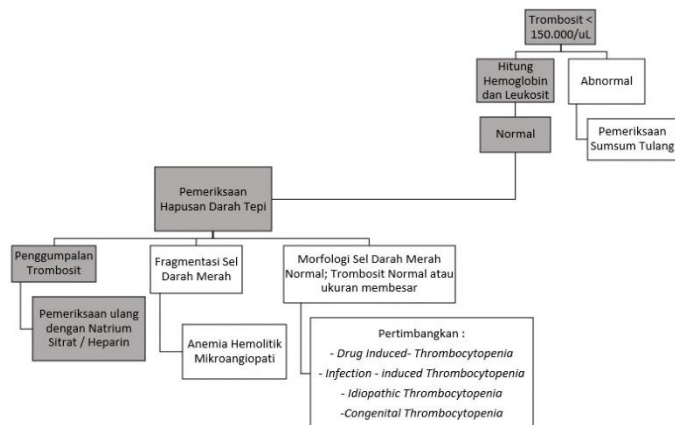 Trombosit <
150.000/uL
Hitung
Hemoglobin
dan Leukosit
Abnormal
Normal
Pemeriksaan
Sumsum Tulang
Pemeriksaan
Hapusan Darah Tepi
Penggumpalan
Trombosit
Fragmentasi Sel
Darah Merah
Morfologi Sel Darah Merah
Normal; Trombosit Normal atau
ukuran membesar
Pemeriksaan ulang
dengan Natrium
Sitrat / Heparin
Anemia Hemolitik
Mikroangiopati
Pertimbangkan :
- Drug Induced- Thrombocytopenia
- Infection - induced Thrombocytopenia
- Idiopathic Thrombocytopenia
-Congenital Thrombocytopenia